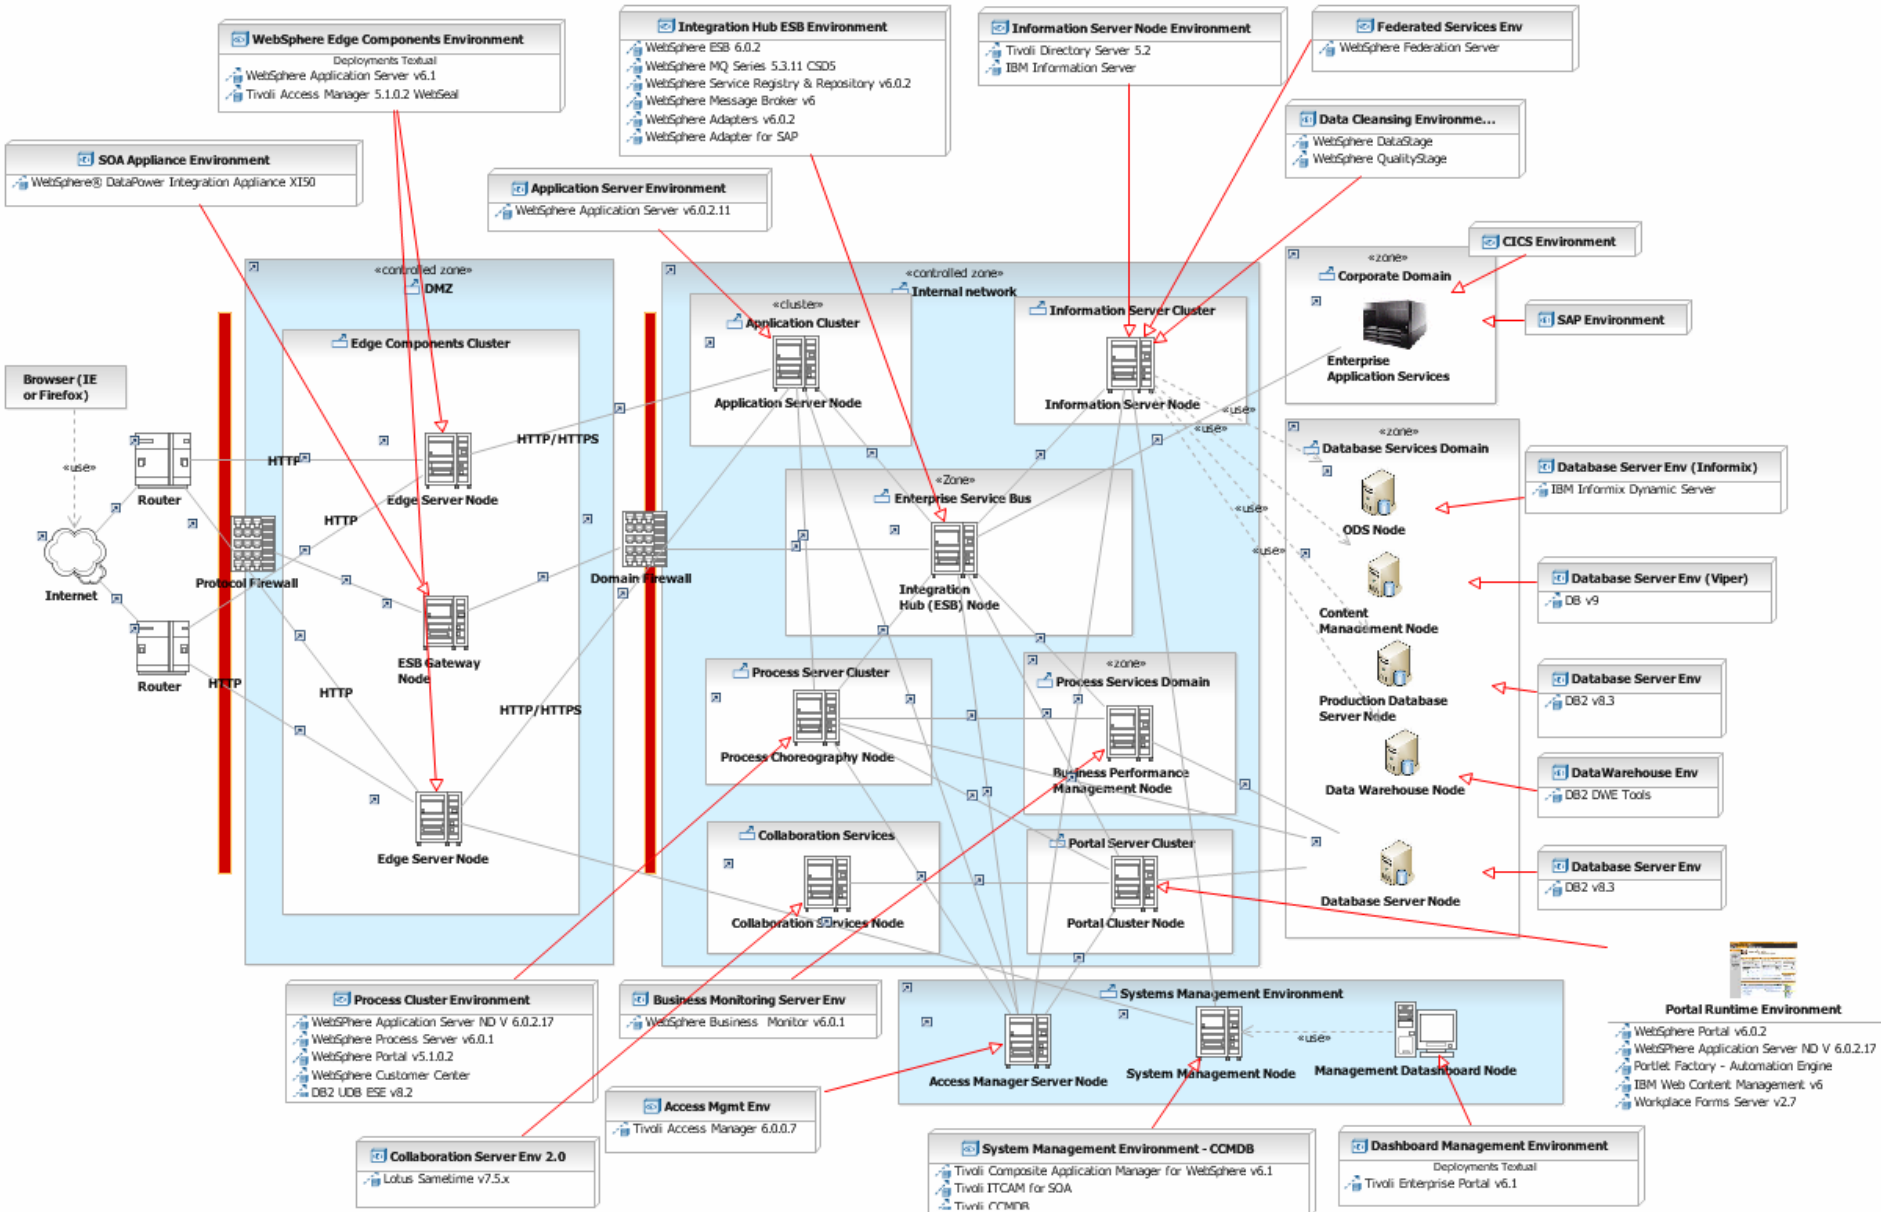 WebSphere Edge Components Environment
Deployments Textual
WebSphere Application Server v6.1
Tivoli Access Manager 5.1.0.2 WebSeal
Integration Hub ESB Environment
WebSphere ESB 6.0.2
WebSphere MQ Series 5.3.11 CSD5
WebSphere Service Registry & Repository v6.0.2
WebSphere Message Broker v6
WebSphere Adapters v6.0.2
WebSphere Adapter for SAP
Information Server Node Environment
Tivoli Directory Server 5.2
IBM Information Server
Federated Services Env
WebSphere Federation Server
Data Cleansing Environme...
WebSphere DataStage
WebSphere QualityStage
SOA Appliance Environment
WebSphere® DataPower Integration Appliance XI50
Application Server Environment
WebSphere Application Server v6.0.2.11
CICS Environment
SAP Environment
«controlled zone»
DMZ
Edge Components Cluster
«controlled zone»
Internal network
«cluster»
Application Cluster
Application Server Node
Information Server Cluster
Information Server Node
«zone»
Corporate Domain
Enterprise
Application Services
Browser (IE
or Firefox)
«use»
Router
Internet
Router
HTTP
HTTP
HTTP
HTTP
HTTP/HTTPS
HTTP/HTTPS
Protocol Firewall
Domain Firewall
Edge Server Node
ESB Gateway
Node
Edge Server Node
«Zone»
Enterprise Service Bus
Integration
Hub (ESB) Node
«use»
«use»
«use»
«use»
«zone»
Database Services Domain
ODS Node
Content
Management Node
Production Database
Server Node
Data Warehouse Node
Database Server Node
Database Server Env (Informix)
IBM Informix Dynamic Server
Database Server Env (Viper)
DB v9
Database Server Env
DB2 v8.3
DataWarehouse Env
DB2 DWE Tools
Database Server Env
DB2 v8.3
Process Server Cluster
Process Choreography Node
«zone»
Process Services Domain
Business Performance
Management Node
Collaboration Services
Collaboration Services Node
Portal Server Cluster
Portal Cluster Node
Process Cluster Environment
WebSPhere Application Server ND V 6.0.2.17
WebSphere Process Server v6.0.1
WebSphere Portal v5.1.0.2
WebSphere Customer Center
DB2 UDB ESE v8.2
Business Monitoring Server Env
WebSphere Business Monitor v6.0.1
Systems Management Environment
Access Manager Server Node
System Management Node
«use»
Management Datashboard Node
Portal Runtime Environment
WebSphere Portal v6.0.2
WebSPhere Application Server ND V 6.0.2.17
Portlet Factory - Automation Engine
IBM Web Content Management v6
Workplace Forms Server v2.7
Access Mgmt Env
Tivoli Access Manager 6.0.0.7
Collaboration Server Env 2.0
Lotus Sametime v7.5.x
System Management Environment - CCMDB
Tivoli Composite Application Manager for WebSphere v6.1
Tivoli ITCAM for SOA
Tivoli CCMDB
Dashboard Management Environment
Deployments Textual
Tivoli Enterprise Portal v6.1